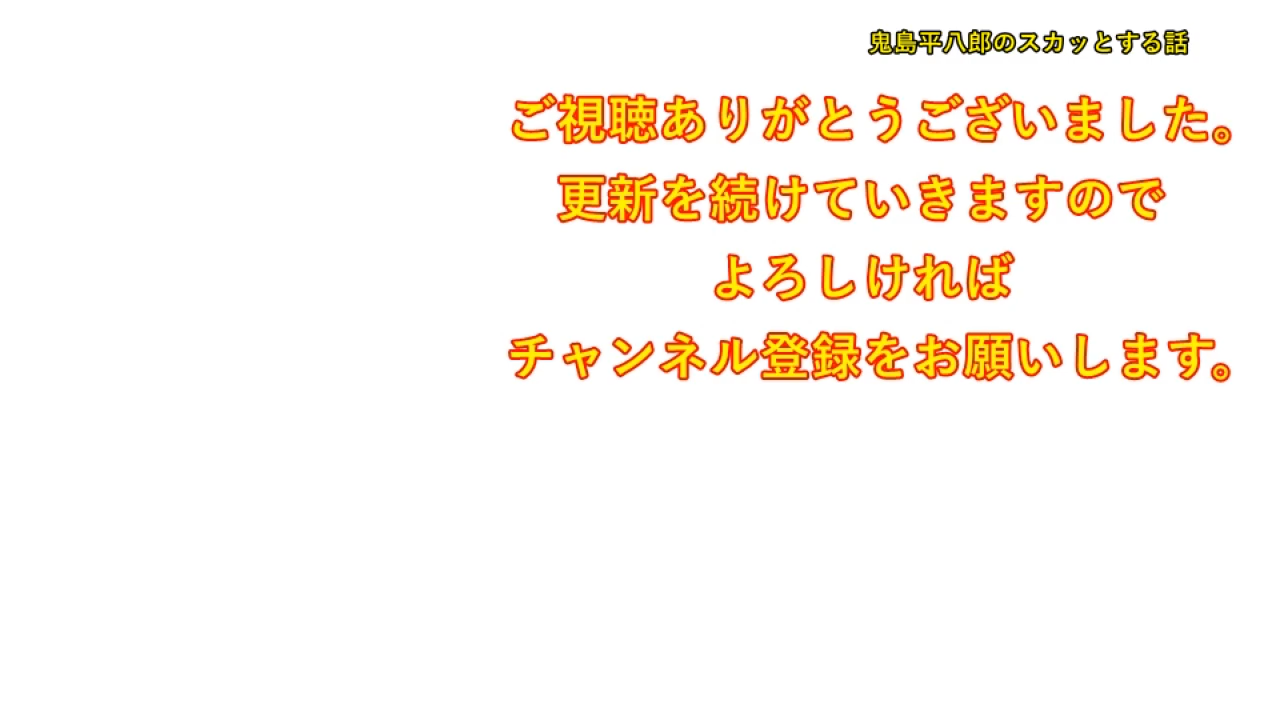 鬼島平八郎のスカッとする話
ご視聴ありがとうございました。
更新を続けていきますので
よろしければ
チャンネル登録をお願いします。